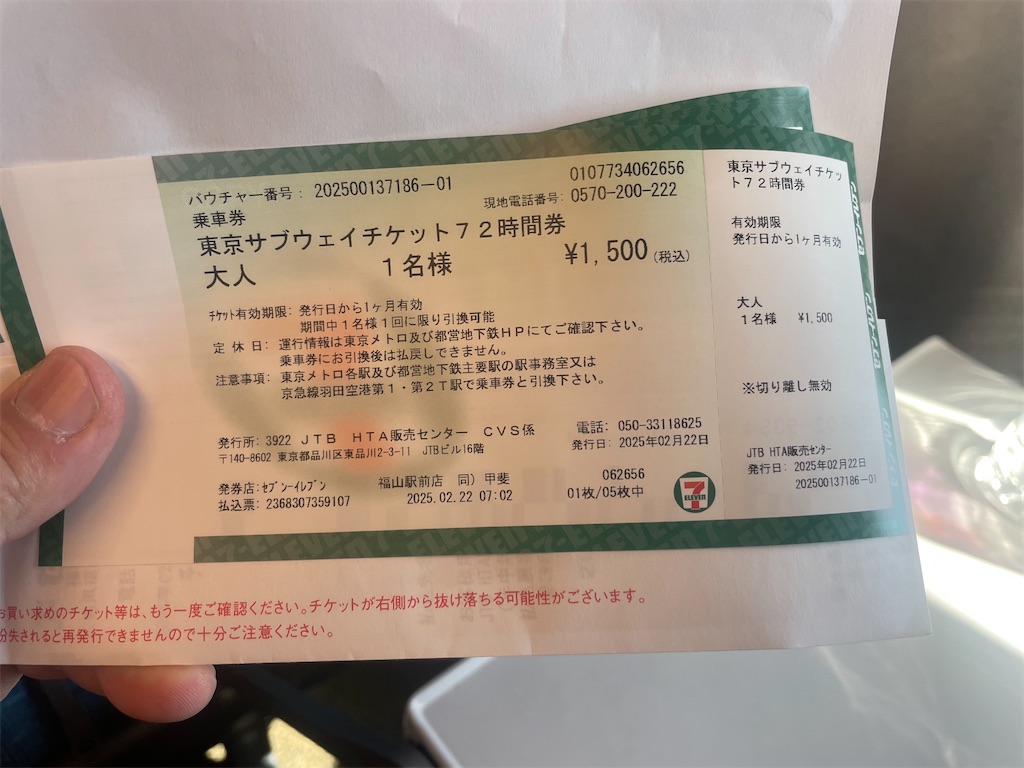 バウチャー番号: 202500137186-01
0107734062656
現地電話番号: 0570-200-222
乗車券
東京サブウェイチケット72時間券
大人 1名様 ¥1,500 (税込)
チケット有効期限: 発行日から1ヶ月有効
期間中1名様1回に限り引換可能
定休日: 運行情報は東京メトロ及び都営地下鉄HPにてご確認下さい。
乗車券にお引換後は払戻しできません。
注意事項: 東京メトロ各駅及び都営地下鉄主要駅の駅事務室又は
京急線羽田空港第1・第2T駅で乗車券と引換下さい。
発行所: 3922 JTB HTA販売センター CVS係
電話: 050-33118625
〒140-8602 東京都品川区東品川2-3-11 JTBビル16階
発行日: 2025年02月22日
発券店:セブン-イレブン 福山駅前店 同) 甲斐
062656
払込票: 2368307359107 2025.02.22 07:02
01枚/05枚中
7 ELEVEN
東京サブウェイチケッ
ト72時間券
有効期限
発行日から1ヶ月有効
大人
1名様 ¥1,500
※切り離し無効
JTB HTA販売センター
発行日: 2025年02月22日
202500137186-01
お買い求めのチケット等は、もう一度ご確認ください。チケットが右側から抜け落ちる可能性がございます。
紛失されると再発行できませんので十分ご注意ください。